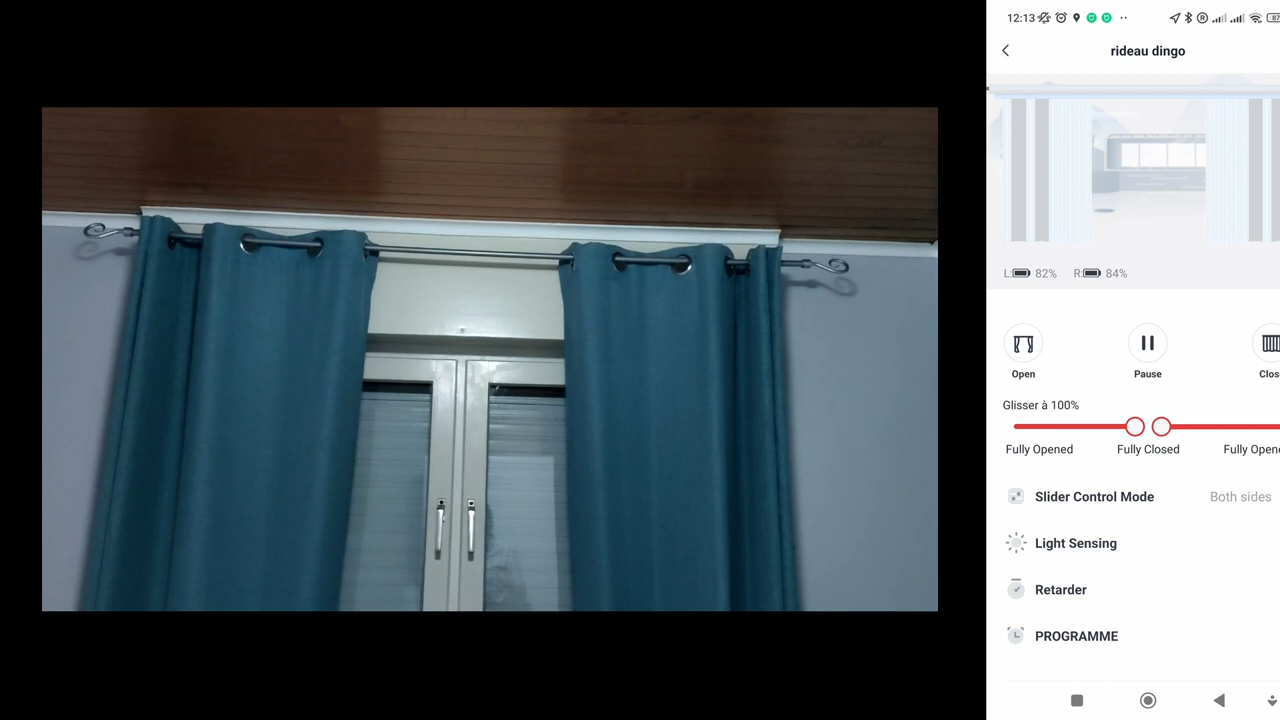 12:13
rideau dingo
L: 82% R: 84%
Open Pause Clos
Glisser à 100%
Fully Opened Fully Closed Fully Opene
Slider Control Mode Both sides
Light Sensing
Retarder
PROGRAMME